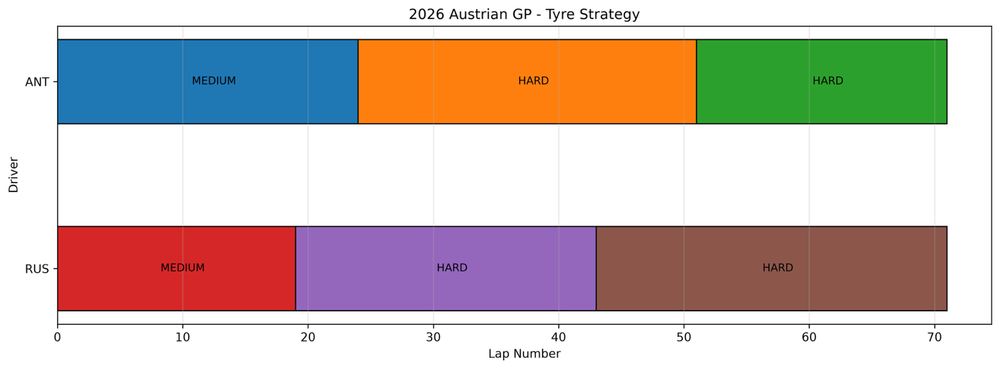 2026 Austrian GP - Tyre Strategy
ANT
MEDIUM
HARD
HARD
Driver
RUS
MEDIUM
HARD
HARD
0 10 20 30 40 50 60 70
Lap Number